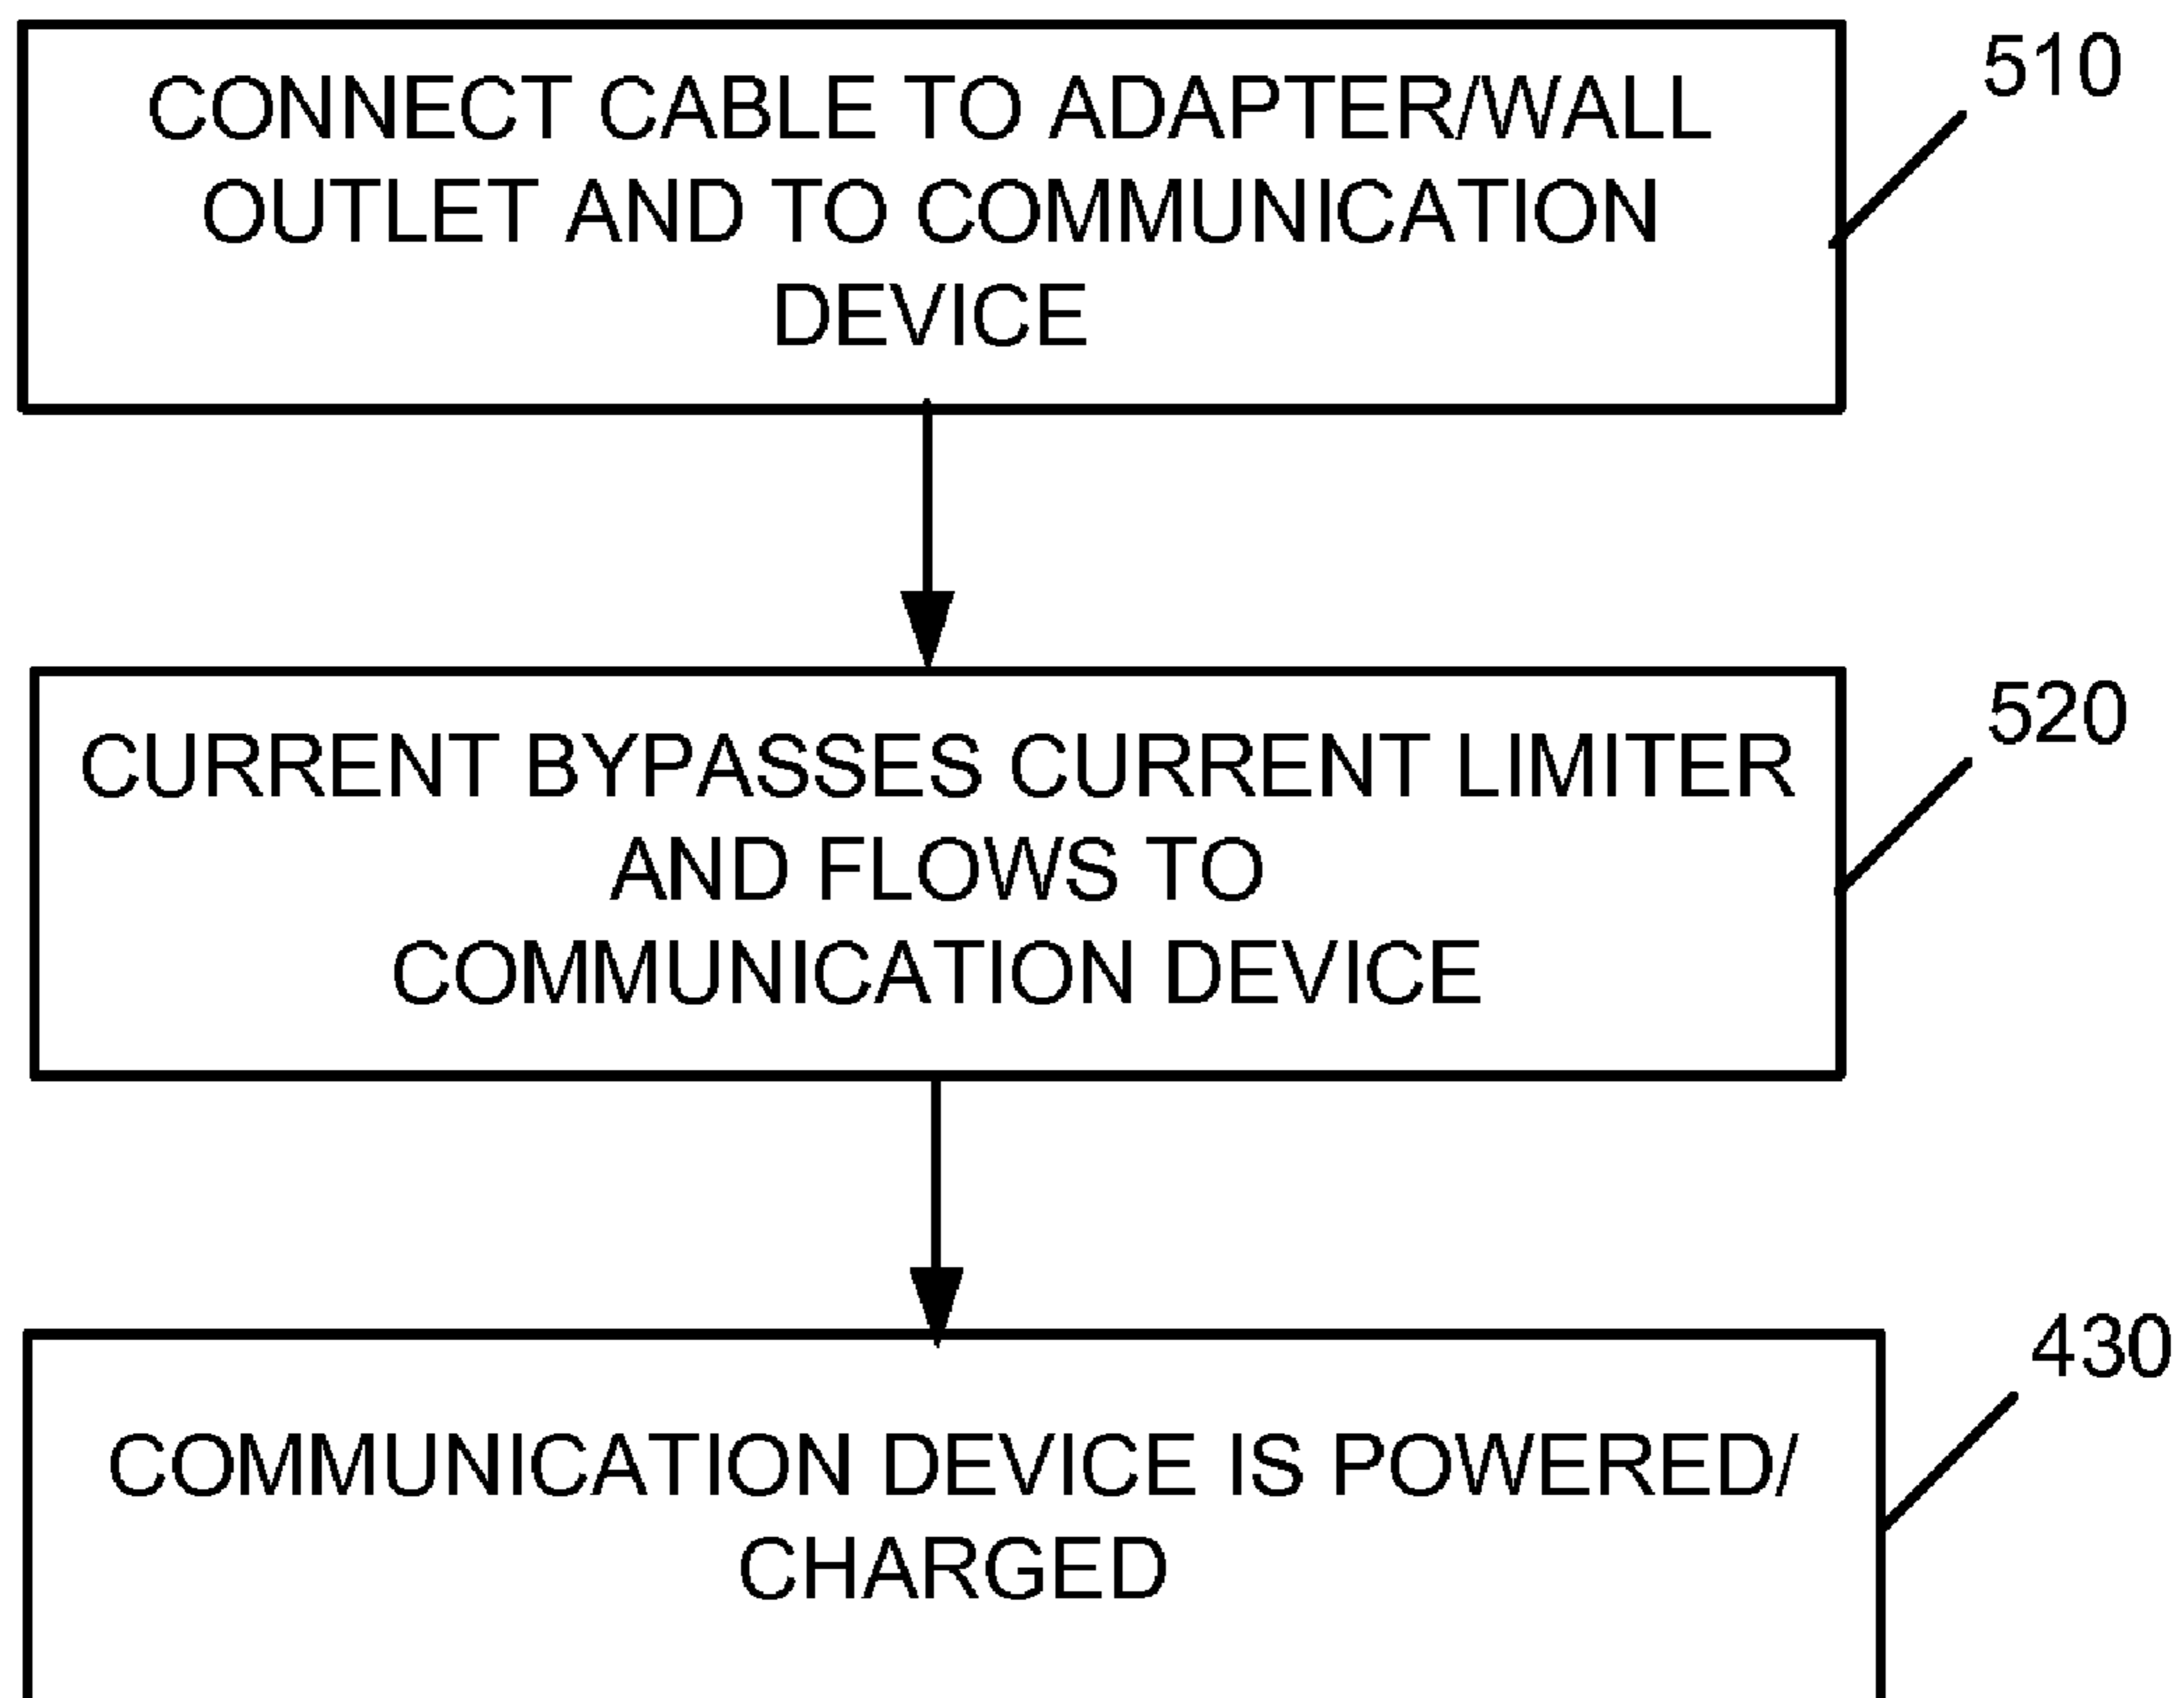 CONNECT CABLE TO ADAPTER/WALL
OUTLET AND TO COMMUNICATION
DEVICE
510
CURRENT BYPASSES CURRENT LIMITER
AND FLOWS TO
COMMUNICATION DEVICE
520
COMMUNICATION DEVICE IS POWERED/
CHARGED
430